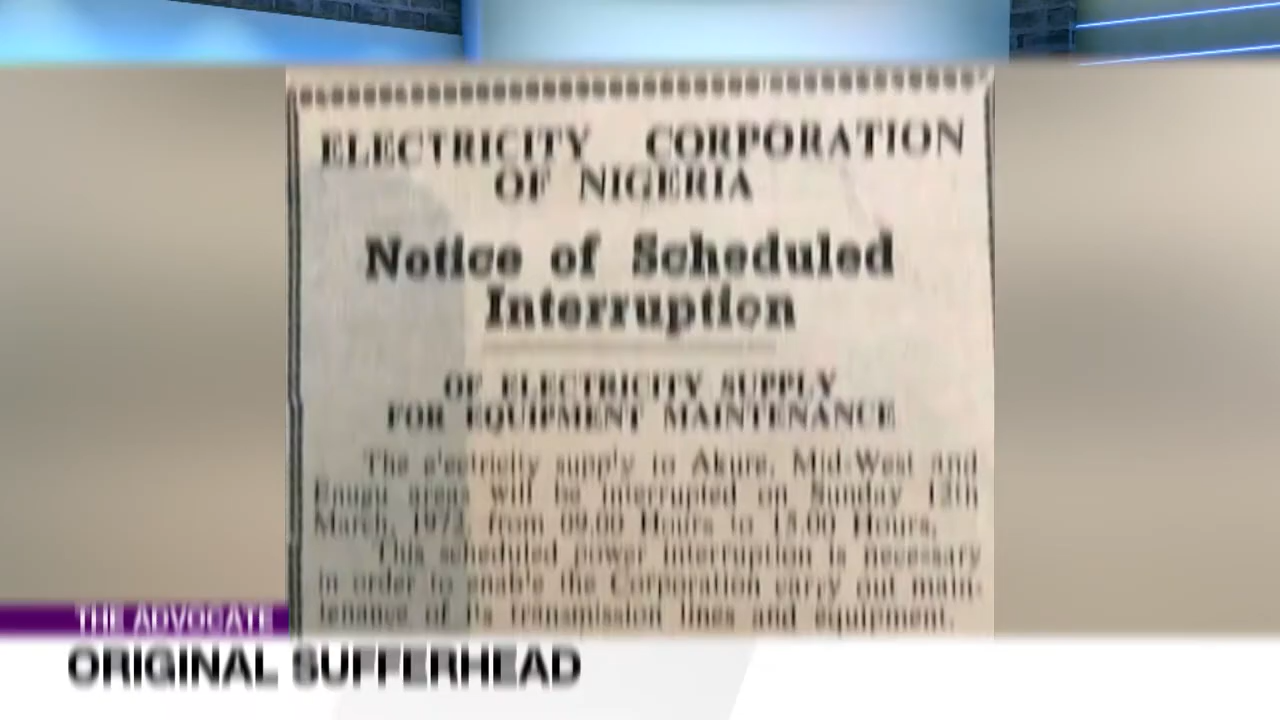 ELECTRICITY CORPORATION
OF NIGERIA
Notice of Scheduled
Interruption
OF ELECTRICITY SUPPLY
FOR EQUIPMENT MAINTENANCE
The electricity supply to Akure, Mid-West and
Enugu areas will be interrupted on Sunday 12th
March, 1972 from 09.00 Hours to 15.00 Hours.
This scheduled power interruption is necessary
in order to enable the Corporation carry out main-
tenance of its transmission lines and equipment.
THE ADVOCATE
ORIGINAL SUFFERHEAD